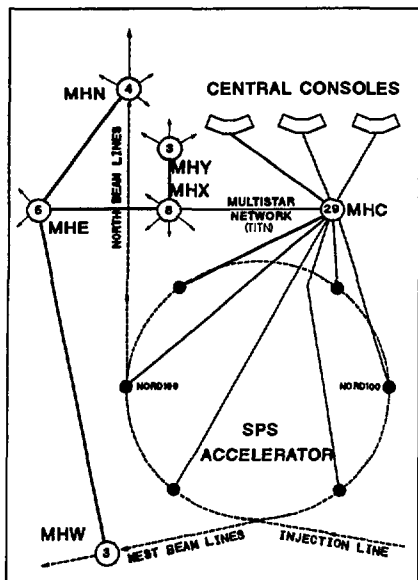 4
MHN
CENTRAL CONSOLES
3
MHY
MHX
NORTH BEAM LINES
MULTISTAR
NETWORK
(TITN)
MHE
8
29
MHC
NORD100
NORD100
SPS
ACCELERATOR
MHW
3
WEST BEAM LINES
INJECTION LINE